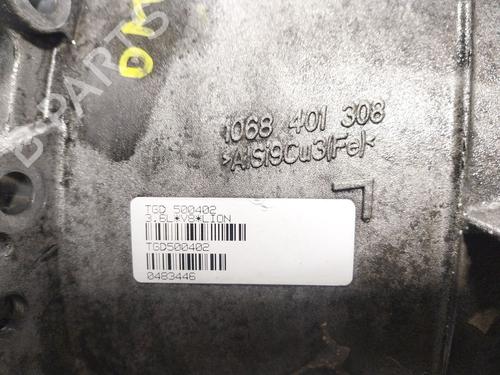 1068 401 308
>AlSi9Cu3(Fe)<
TGD 500402
3.6L*V8*LION
TGD500402
0483446